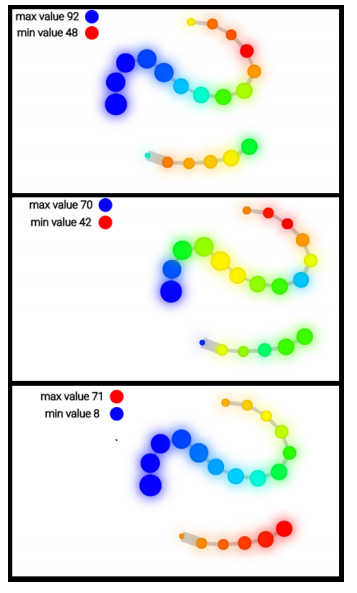 max value 92
min value 48
max value 70
min value 42
max value 71
min value 8